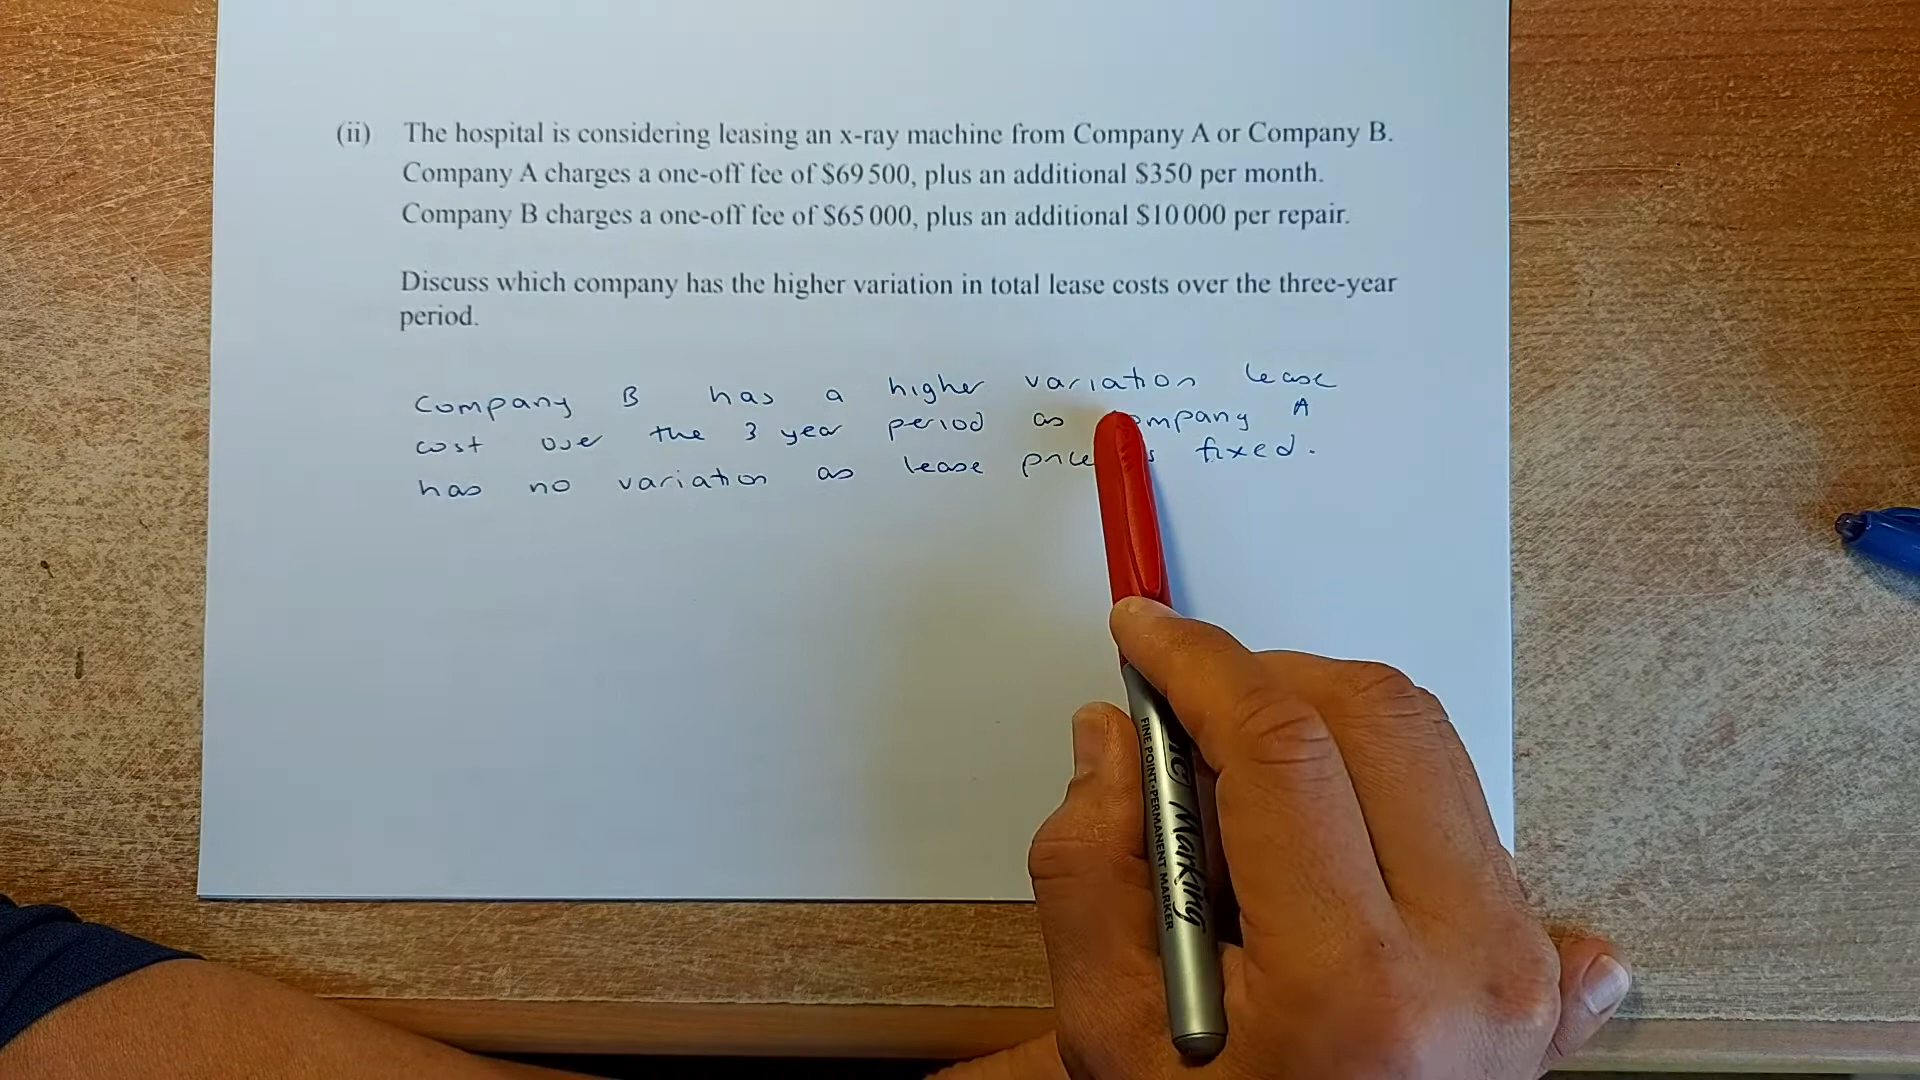 (ii) The hospital is considering leasing an x-ray machine from Company A or Company B.
Company A charges a one-off fee of $69 500, plus an additional $350 per month.
Company B charges a one-off fee of $65 000, plus an additional $10 000 per repair.
Discuss which company has the higher variation in total lease costs over the three-year
period.
Company B has a higher variation lease
cost over the 3 year period as company A
has no variation as lease price is fixed.
Marking
FINE POINT·PERMANENT MARKER